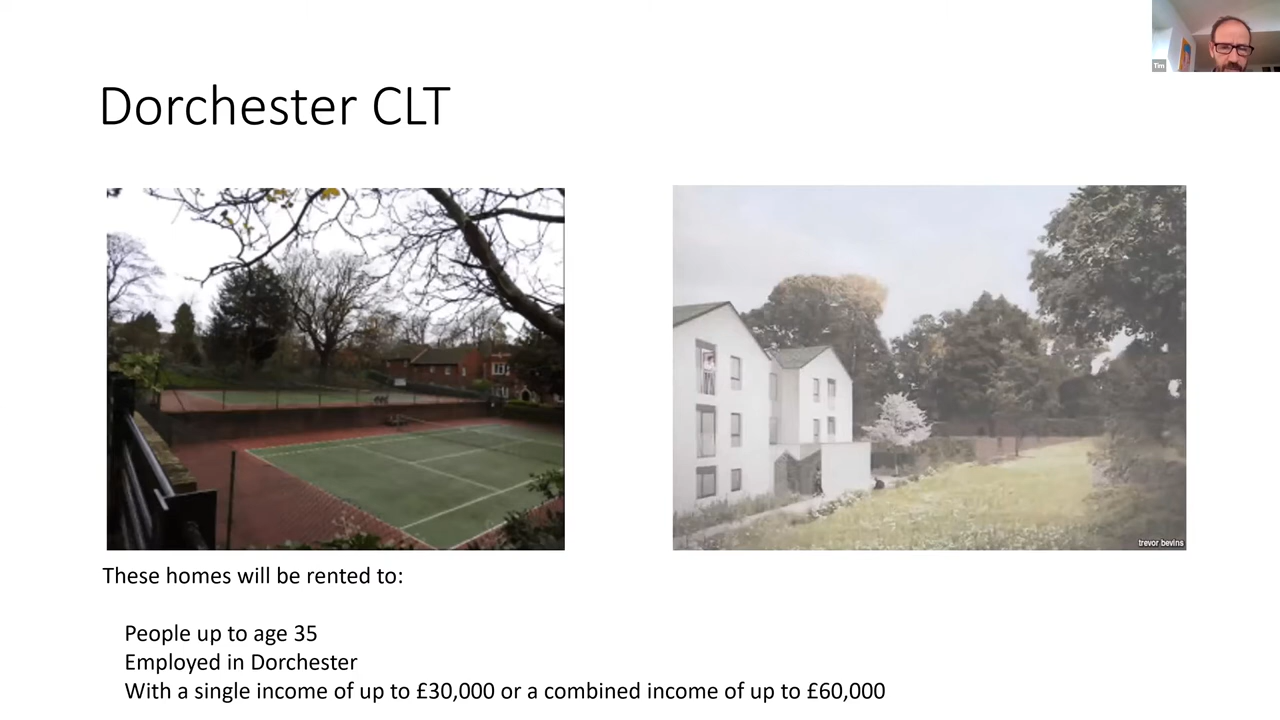 Tim
Dorchester CLT
trevor bevins
These homes will be rented to:
People up to age 35
Employed in Dorchester
With a single income of up to £30,000 or a combined income of up to £60,000